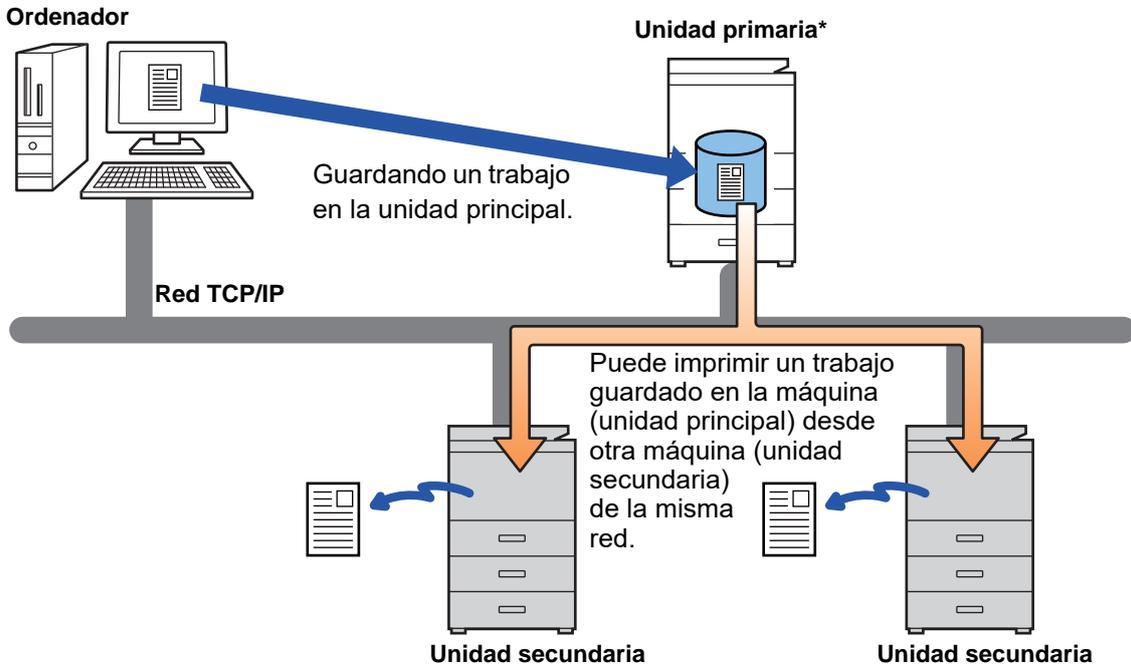 Ordenador
Unidad primaria*
Guardando un trabajo
en la unidad principal.
Red TCP/IP
Puede imprimir un trabajo
guardado en la máquina
(unidad principal) desde
otra máquina (unidad
secundaria)
de la misma
red.
Unidad secundaria
Unidad secundaria